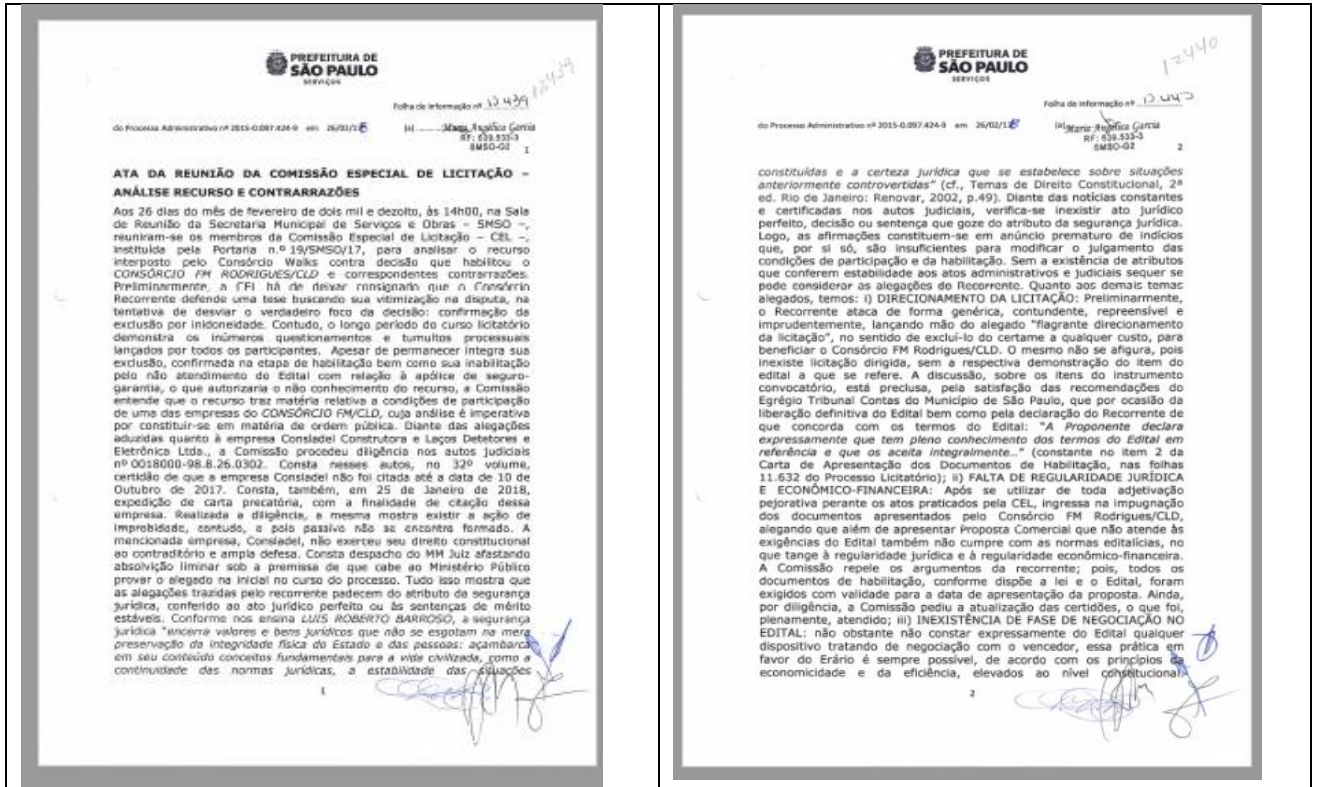 PREFEITURA DE
SÃO PAULO
SERVIÇOS
12439
Folha de informação nº 12439
do Processo Administrativo nº 2015-0.097.424-9 em 26/02/18
(a) Maria Angélica Garcia
RF: 639.533-3
SMSO-G2
1
ATA DA REUNIÃO DA COMISSÃO ESPECIAL DE LICITAÇÃO –
ANÁLISE RECURSO E CONTRARRAZÕES
Aos 26 dias do mês de fevereiro de dois mil e dezoito, às 14h00, na Sala
de Reunião da Secretaria Municipal de Serviços e Obras – SMSO –,
reuniram-se os membros da Comissão Especial de Licitação – CEL –,
instituída pela Portaria n.º 19/SMSO/17, para analisar o recurso
interposto pelo Consórcio Walks contra decisão que habilitou o
CONSÓRCIO FM RODRIGUES/CLD e correspondentes contrarrazões.
Preliminarmente, a CEL há de deixar consignado que o Consórcio
Recorrente defende uma tese buscando sua vitimização na disputa, na
tentativa de desviar o verdadeiro foco da decisão: confirmação da
exclusão por inidoneidade. Contudo, o longo período do curso licitatório
demonstra os inúmeros questionamentos e tumultos processuais
lançados por todos os participantes. Apesar de permanecer íntegra sua
exclusão, confirmada na etapa de habilitação bem como sua inabilitação
pelo não atendimento do Edital com relação à apólice de seguro-
garantia, o que autorizaria o não conhecimento do recurso, a Comissão
entende que o recurso traz matéria relativa a condições de participação
de uma das empresas do CONSÓRCIO FM/CLD, cuja análise é imperativa
por constituir-se em matéria de ordem pública. Diante das alegações
aduzidas quanto à empresa Consladel Construtora e Laços Detetores e
Eletrônica Ltda., a Comissão procedeu diligência nos autos judiciais
nº 0018000-98.8.26.0302. Consta nesses autos, no 32º volume,
certidão de que a empresa Consladel não foi citada até a data de 10 de
Outubro de 2017. Consta, também, em 25 de Janeiro de 2018,
expedição de carta precatória, com a finalidade de citação dessa
empresa. Realizada a diligência, a mesma mostra existir a ação de
improbidade, contudo, o polo passivo não se encontra formado. A
mencionada empresa, Consladel, não exerceu seu direito constitucional
ao contraditório e ampla defesa. Consta despacho do MM Juiz afastando
absolvição liminar sob a premissa de que cabe ao Ministério Público
provar o alegado na inicial no curso do processo. Tudo isso mostra que
as alegações trazidas pelo recorrente padecem do atributo da segurança
jurídica, conferido ao ato jurídico perfeito ou às sentenças de mérito
estáveis. Conforme nos ensina LUIS ROBERTO BARROSO, a segurança
jurídica "encerra valores e bens jurídicos que não se esgotam na mera
preservação da integridade física do Estado e das pessoas: açambarca
em seu conteúdo conceitos fundamentais para a vida civilizada, como a
continuidade das normas jurídicas, a estabilidade das situações
1
PREFEITURA DE
SÃO PAULO
SERVIÇOS
12440
Folha de informação nº 12440
do Processo Administrativo nº 2015-0.097.424-9 em 26/02/18
(a) Maria Angélica Garcia
RF: 639.533-3
SMSO-G2
2
constituídas e a certeza jurídica que se estabelece sobre situações
anteriormente controvertidas" (cf., Temas de Direito Constitucional, 2ª
ed. Rio de Janeiro: Renovar, 2002, p.49). Diante das notícias constantes
e certificadas nos autos judiciais, verifica-se inexistir ato jurídico
perfeito, decisão ou sentença que goze do atributo da segurança jurídica.
Logo, as afirmações constituem-se em anúncio prematuro de indícios
que, por si só, são insuficientes para modificar o julgamento das
condições de participação e da habilitação. Sem a existência de atributos
que conferem estabilidade aos atos administrativos e judiciais sequer se
pode considerar as alegações do Recorrente. Quanto aos demais temas
alegados, temos: i) DIRECIONAMENTO DA LICITAÇÃO: Preliminarmente,
o Recorrente ataca de forma genérica, contundente, repreensível e
imprudentemente, lançando mão do alegado "flagrante direcionamento
da licitação", no sentido de excluí-lo do certame a qualquer custo, para
beneficiar o Consórcio FM Rodrigues/CLD. O mesmo não se afigura, pois
inexiste licitação dirigida, sem a respectiva demonstração do item do
edital a que se refere. A discussão, sobre os itens do instrumento
convocatório, está preclusa, pela satisfação das recomendações do
Egrégio Tribunal Contas do Município de São Paulo, que por ocasião da
liberação definitiva do Edital bem como pela declaração do Recorrente de
que concorda com os termos do Edital: "A Proponente declara
expressamente que tem pleno conhecimento dos termos do Edital em
referência e que os aceita integralmente..." (constante no item 2 da
Carta de Apresentação dos Documentos de Habilitação, nas folhas
11.632 do Processo Licitatório); ii) FALTA DE REGULARIDADE JURÍDICA
E ECONÔMICO-FINANCEIRA: Após se utilizar de toda adjetivação
pejorativa perante os atos praticados pela CEL, ingressa na impugnação
dos documentos apresentados pelo Consórcio FM Rodrigues/CLD,
alegando que além de apresentar Proposta Comercial que não atende às
exigências do Edital também não cumpre com as normas editalícias, no
que tange à regularidade jurídica e à regularidade econômico-financeira.
A Comissão repele os argumentos da recorrente; pois, todos os
documentos de habilitação, conforme dispõe a lei e o Edital, foram
exigidos com validade para a data de apresentação da proposta. Ainda,
por diligência, a Comissão pediu a atualização das certidões, o que foi,
plenamente, atendido; iii) INEXISTÊNCIA DE FASE DE NEGOCIAÇÃO NO
EDITAL: não obstante não constar expressamente do Edital qualquer
dispositivo tratando de negociação com o vencedor, essa prática em
favor do Erário é sempre possível, de acordo com os princípios da
economicidade e da eficiência, elevados ao nível constitucional.
2